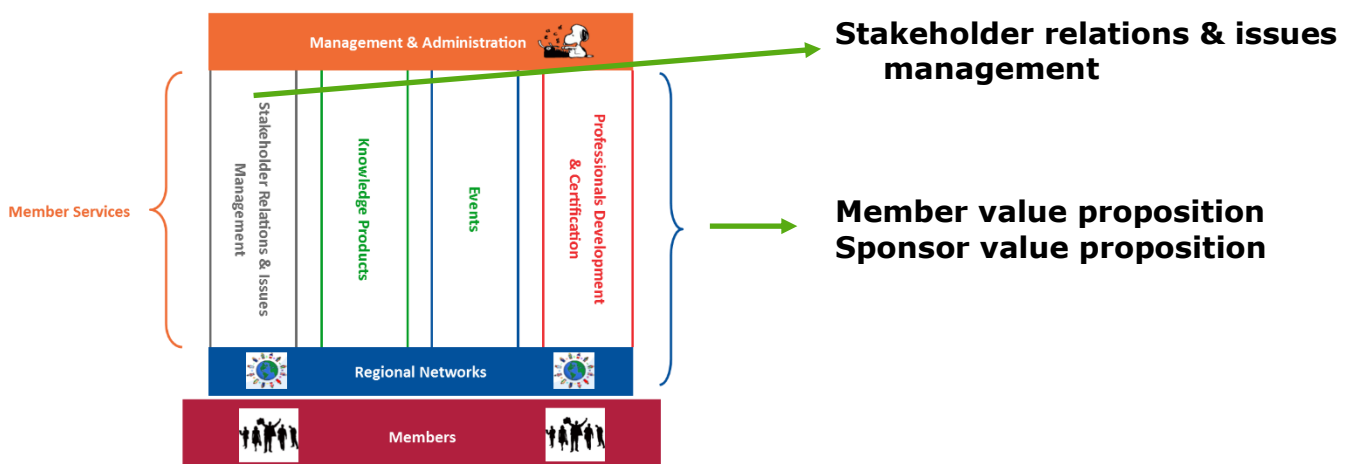 Management & Administration
Stakeholder relations & issues
management
Stakeholder Relations & Issues
Management
Knowledge Products
Events
Professionals Development
& Certification
Member Services
Member value proposition
Sponsor value proposition
Regional Networks
Members